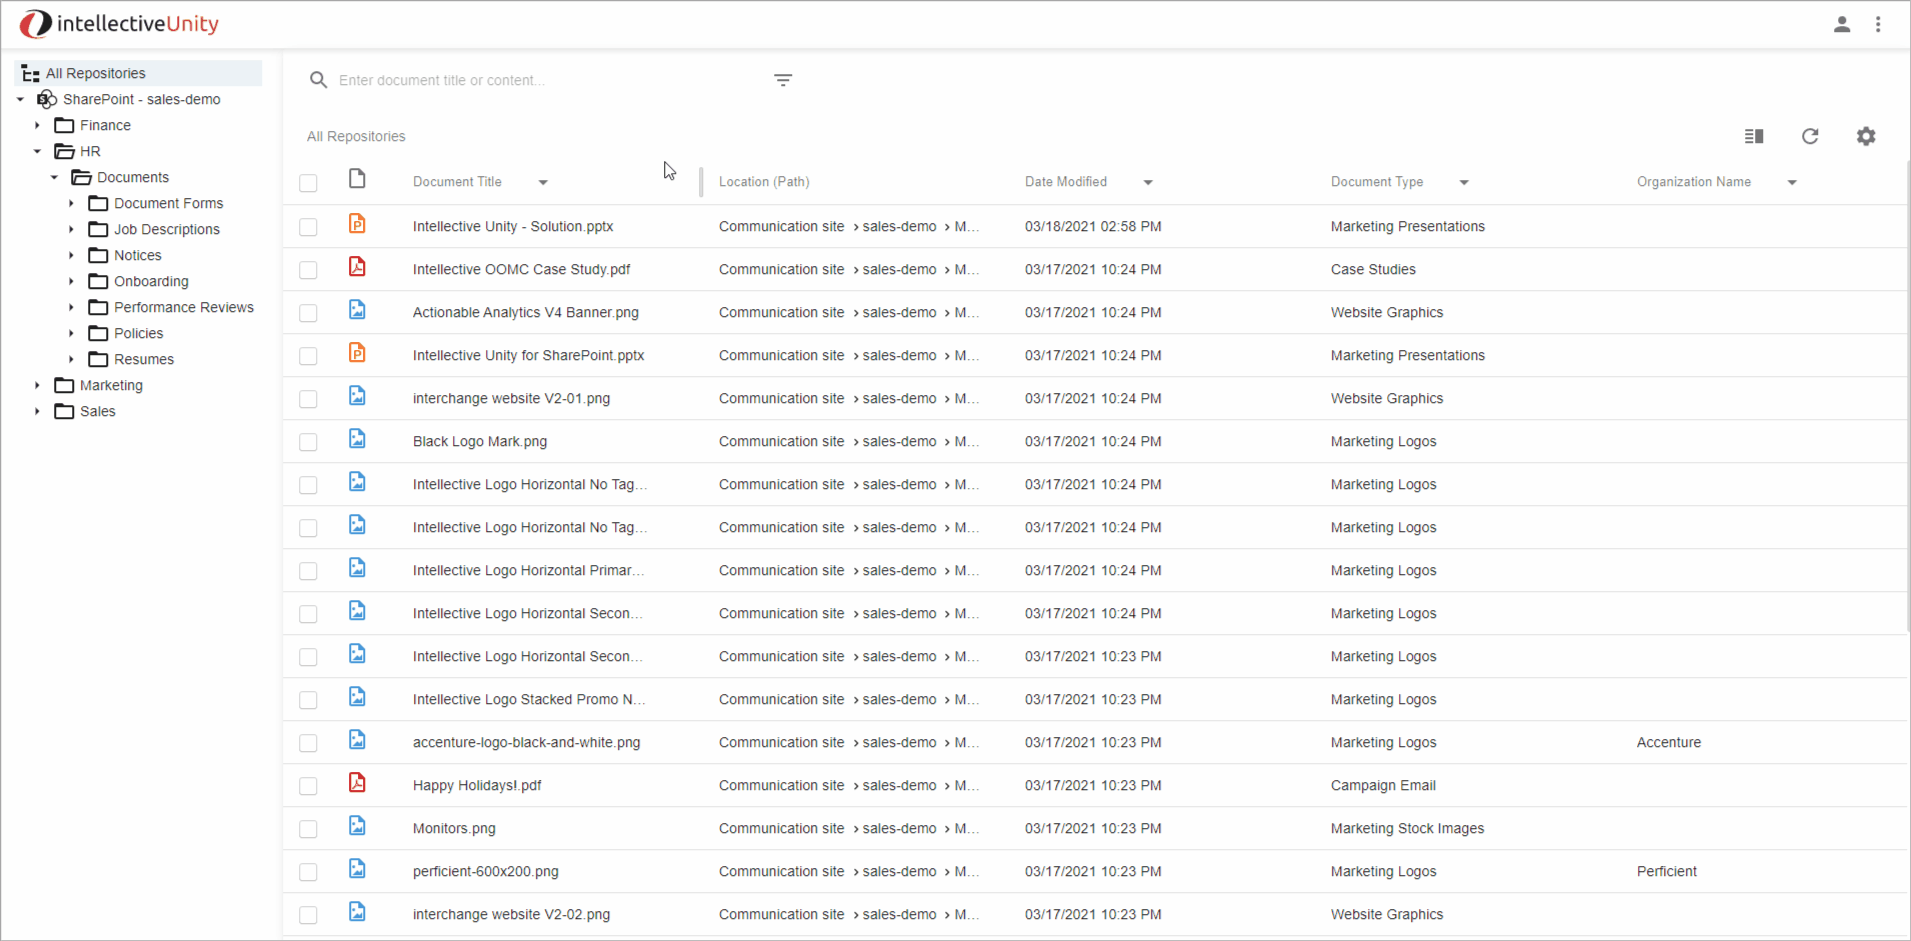 intellectiveUnity
All Repositories
SharePoint - sales-demo
Finance
HR
Documents
Document Forms
Job Descriptions
Notices
Onboarding
Performance Reviews
Policies
Resumes
Marketing
Sales
Enter document title or content...
All Repositories
Document Title Location (Path) Date Modified Document Type Organization Name
Intellective Unity - Solution.pptx Communication site › sales-demo › M... 03/18/2021 02:58 PM Marketing Presentations
Intellective OOMC Case Study.pdf Communication site › sales-demo › M... 03/17/2021 10:24 PM Case Studies
Actionable Analytics V4 Banner.png Communication site › sales-demo › M... 03/17/2021 10:24 PM Website Graphics
Intellective Unity for SharePoint.pptx Communication site › sales-demo › M... 03/17/2021 10:24 PM Marketing Presentations
interchange website V2-01.png Communication site › sales-demo › M... 03/17/2021 10:24 PM Website Graphics
Black Logo Mark.png Communication site › sales-demo › M... 03/17/2021 10:24 PM Marketing Logos
Intellective Logo Horizontal No Tag... Communication site › sales-demo › M... 03/17/2021 10:24 PM Marketing Logos
Intellective Logo Horizontal No Tag... Communication site › sales-demo › M... 03/17/2021 10:24 PM Marketing Logos
Intellective Logo Horizontal Primar... Communication site › sales-demo › M... 03/17/2021 10:24 PM Marketing Logos
Intellective Logo Horizontal Secon... Communication site › sales-demo › M... 03/17/2021 10:24 PM Marketing Logos
Intellective Logo Horizontal Secon... Communication site › sales-demo › M... 03/17/2021 10:23 PM Marketing Logos
Intellective Logo Stacked Promo N... Communication site › sales-demo › M... 03/17/2021 10:23 PM Marketing Logos
accenture-logo-black-and-white.png Communication site › sales-demo › M... 03/17/2021 10:23 PM Marketing Logos Accenture
Happy Holidays!.pdf Communication site › sales-demo › M... 03/17/2021 10:23 PM Campaign Email
Monitors.png Communication site › sales-demo › M... 03/17/2021 10:23 PM Marketing Stock Images
perficient-600x200.png Communication site › sales-demo › M... 03/17/2021 10:23 PM Marketing Logos Perficient
interchange website V2-02.png Communication site › sales-demo › M... 03/17/2021 10:23 PM Website Graphics